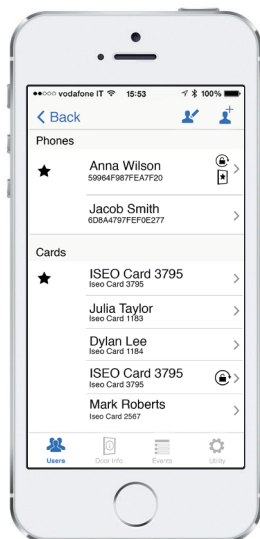 vodafone IT 15:53 100%
Back
Phones
Anna Wilson
59964F987FEA7F20
Jacob Smith
6D8A4797FEF0E277
Cards
ISEO Card 3795
Iseo Card 3795
Julia Taylor
Iseo Card 1183
Dylan Lee
Iseo Card 1184
ISEO Card 3795
Iseo Card 3795
Mark Roberts
Iseo Card 2567
Users Door Info Events Utility